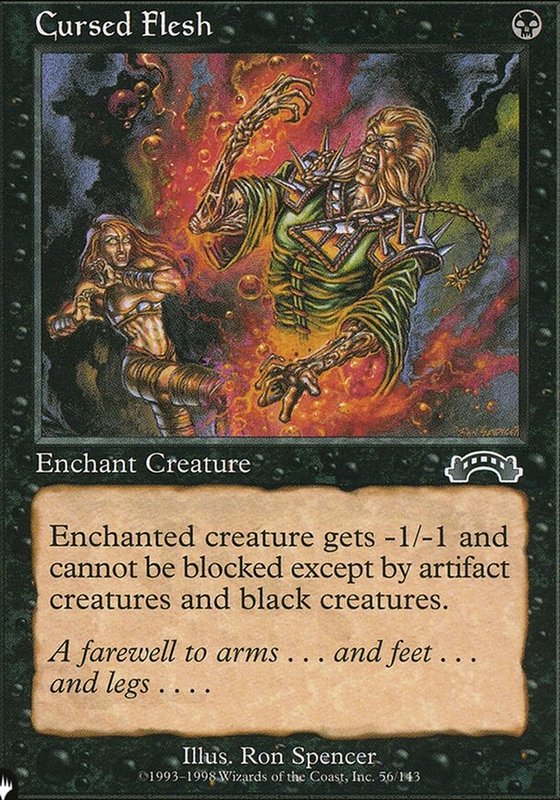 Cursed Flesh
Enchant Creature
Enchanted creature gets -1/-1 and
cannot be blocked except by artifact
creatures and black creatures.
A farewell to arms . . . and feet . . .
and legs . . . .
Illus. Ron Spencer
©1993–1998 Wizards of the Coast, Inc. 56/143